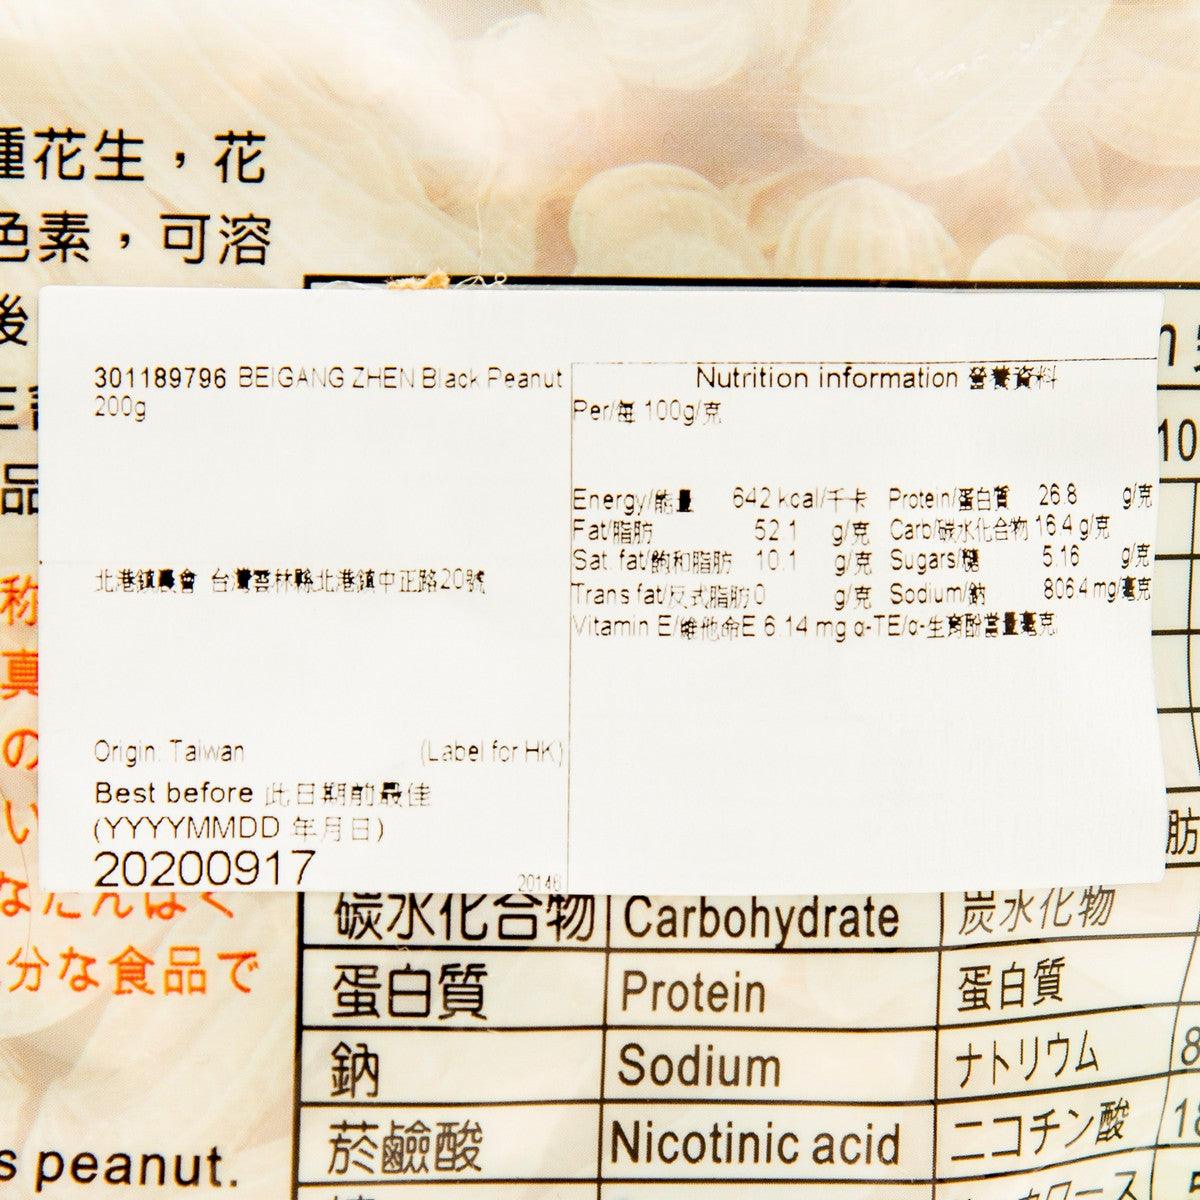 種花生，花
色素，可溶
後
品
称
真
の
い
なたんぱく
分な食品で
s peanut.
301189796 BEIGANG ZHEN Black Peanut
200g
北港鎮農會 台灣雲林縣北港鎮中正路20號
Origin: Taiwan (Label for HK)
Best before 此日期前最佳
(YYYYMMDD 年月日)
20200917
20146
Nutrition information 營養資料
Per/每 100g/克
Energy/能量 642 kcal/千卡 Protein/蛋白質 26.8 g/克
Fat/脂肪 52.1 g/克 Carb/碳水化合物 16.4 g/克
Sat. fat/飽和脂肪 10.1 g/克 Sugars/糖 5.16 g/克
Trans fat/反式脂肪 0 g/克 Sodium/鈉 806.4 mg/毫克
Vitamin E/維他命E 6.14 mg α-TE/α-生育酚當量毫克
10
肪
碳水化合物 Carbohydrate 炭水化物
蛋白質 Protein 蛋白質
鈉 Sodium ナトリウム 8
菸鹼酸 Nicotinic acid ニコチン酸 18